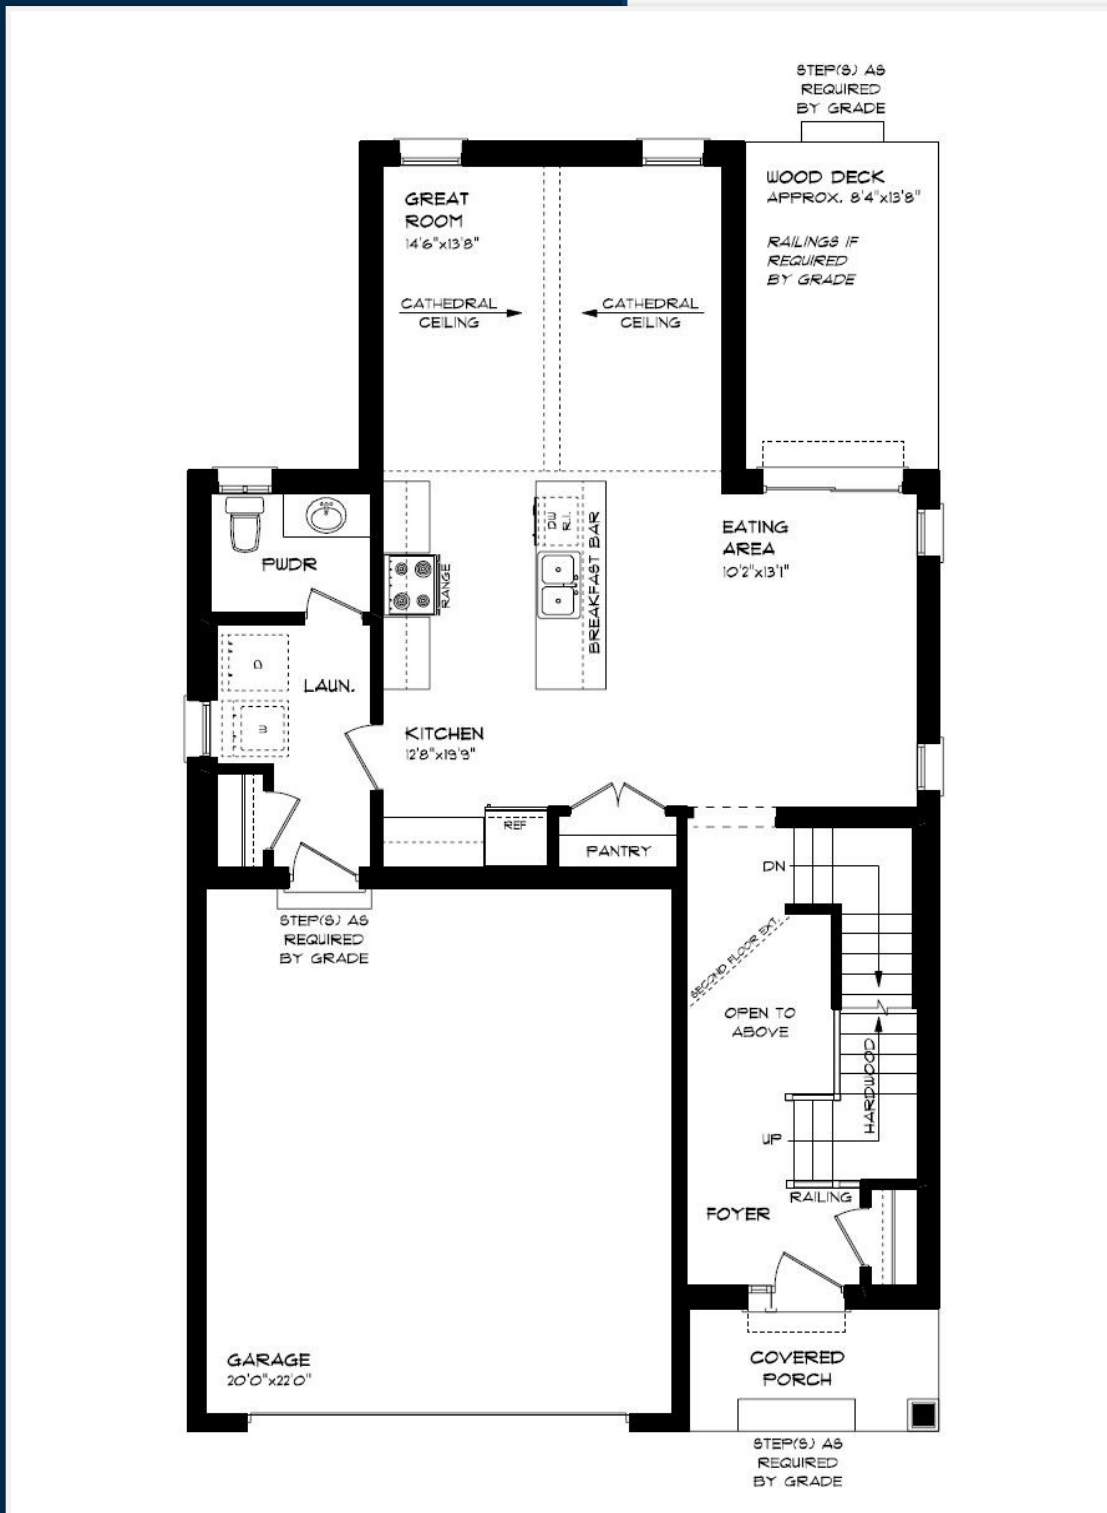 STEP(S) AS
REQUIRED
BY GRADE
WOOD DECK
APPROX. 8'4"x13'8"
RAILINGS IF
REQUIRED
BY GRADE
GREAT
ROOM
14'6"x13'8"
CATHEDRAL
CEILING
CATHEDRAL
CEILING
EATING
AREA
10'2"x13'1"
DW
R.I.
BREAKFAST BAR
RANGE
PWDR
D
LAUN.
W
KITCHEN
12'8"x19'9"
REF
PANTRY
DN
STEP(S) AS
REQUIRED
BY GRADE
SECOND FLOOR EXT.
OPEN TO
ABOVE
HARDWOOD
UP
RAILING
FOYER
GARAGE
20'0"x22'0"
COVERED
PORCH
STEP(S) AS
REQUIRED
BY GRADE